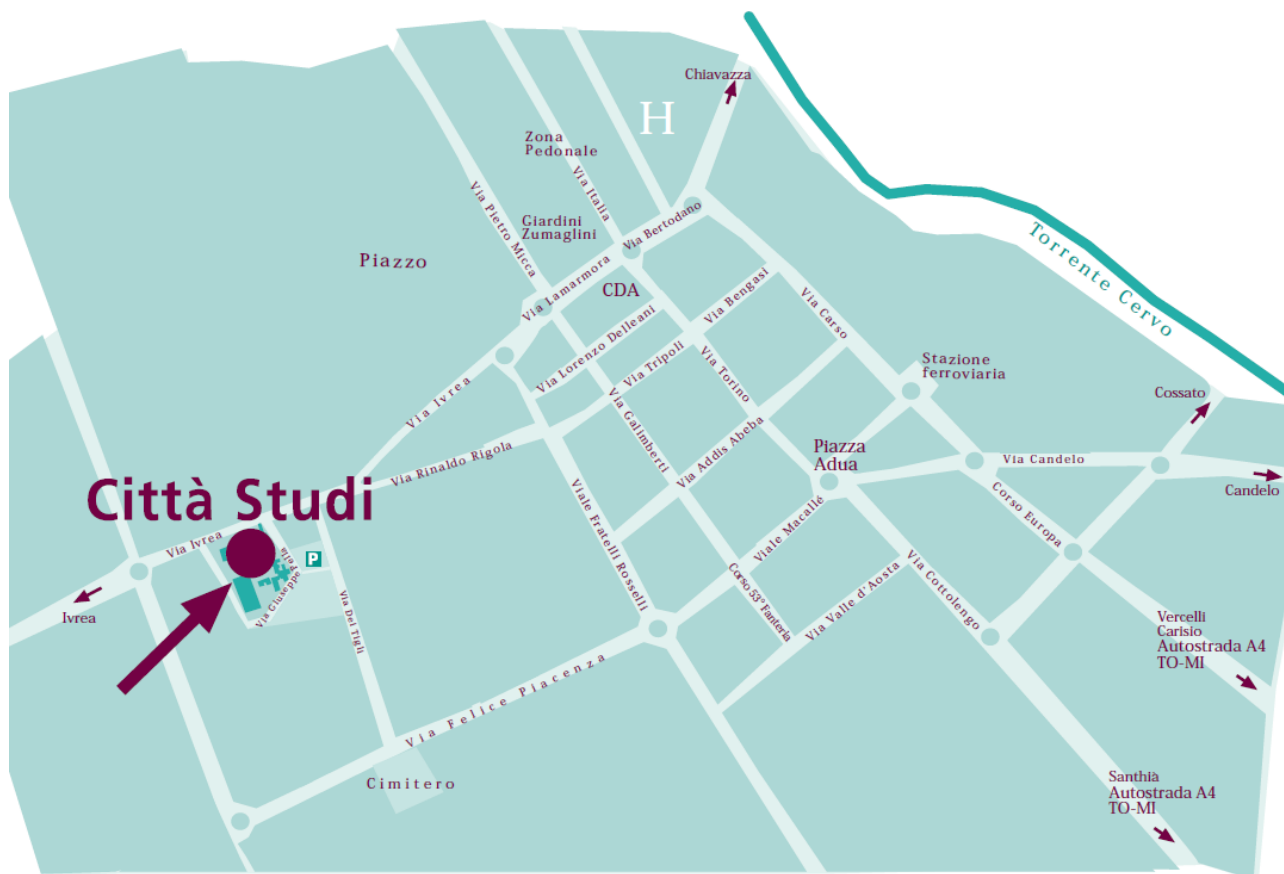 Chiavazza
H
Zona
Pedonale
Via Italia
Via Pietro Micca
Giardini
Zumaglini
Via Bertodano
Piazzo
Torrente Cervo
Via Lamarmora
CDA
Via Bengasi
Via Carso
Via Lorenzo Delleani
Via Tripoli
Via Torino
Stazione
ferroviaria
Via Ivrea
Via Galimberti
Cossato
Via Addis Abeba
Piazza
Adua
Via Rinaldo Rigola
Via Candelo
Candelo
Città Studi
Viale Fratelli Rosselli
Viale Macallé
Corso Europa
Via Ivrea
P
Via Giuseppe Pella
Via Dei Tigli
Corso 53° Fanteria
Via Valle d'Aosta
Via Cottolengo
Ivrea
Vercelli
Carisio
Autostrada A4
TO-MI
Via Felice Piacenza
Cimitero
Santhià
Autostrada A4
TO-MI